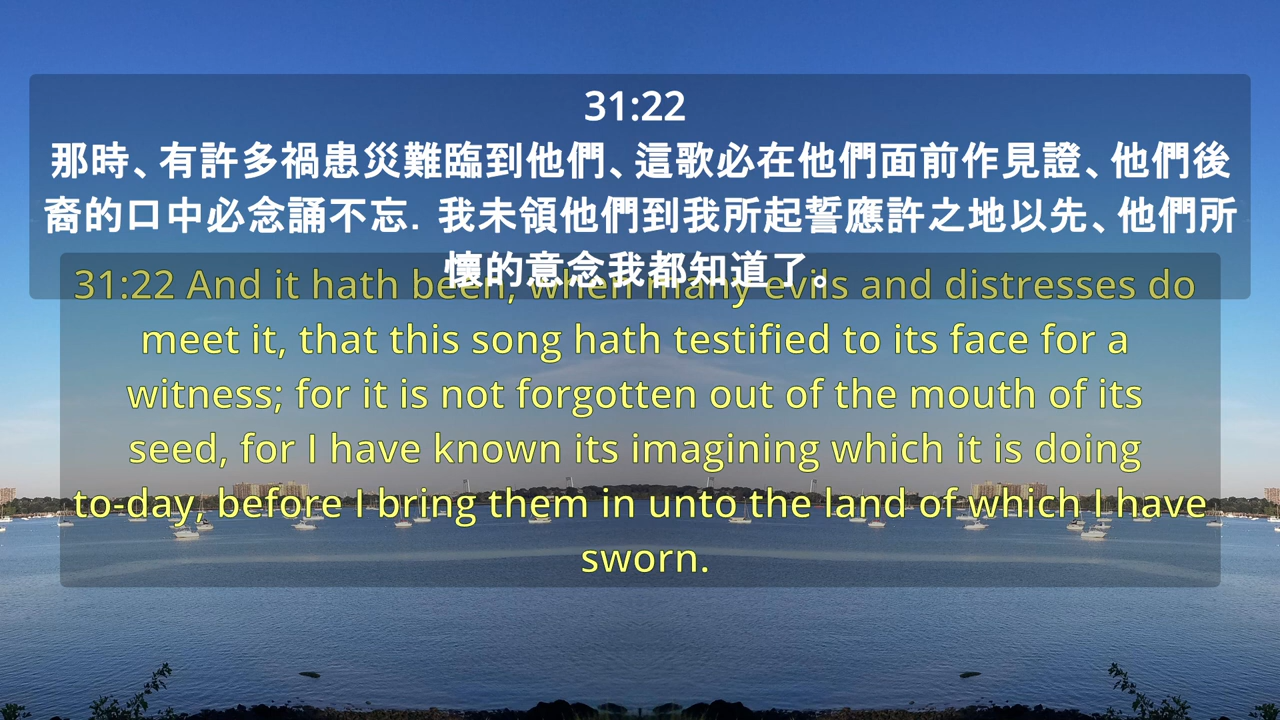 31:22
那時、有許多禍患災難臨到他們、這歌必在他們面前作見證、他們後
裔的口中必念誦不忘. 我未領他們到我所起誓應許之地以先、他們所
懷的意念我都知道了。
31:22 And it hath been, when many evils and distresses do
meet it, that this song hath testified to its face for a
witness; for it is not forgotten out of the mouth of its
seed, for I have known its imagining which it is doing
to-day, before I bring them in unto the land of which I have
sworn.